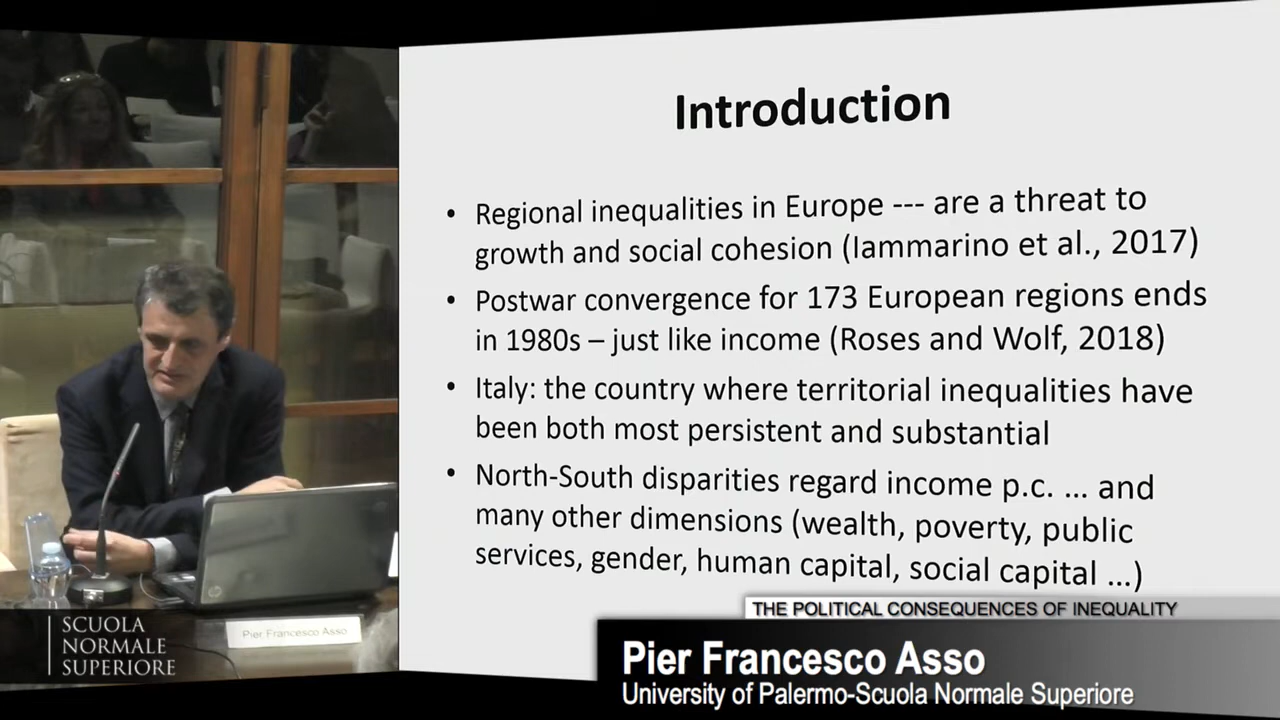 Introduction
• Regional inequalities in Europe --- are a threat to
growth and social cohesion (Iammarino et al., 2017)
• Postwar convergence for 173 European regions ends
in 1980s – just like income (Roses and Wolf, 2018)
• Italy: the country where territorial inequalities have
been both most persistent and substantial
• North-South disparities regard income p.c. ... and
many other dimensions (wealth, poverty, public
services, gender, human capital, social capital ...)
THE POLITICAL CONSEQUENCES OF INEQUALITY
Pier Francesco Asso
University of Palermo-Scuola Normale Superiore
Pier Francesco Asso
SCUOLA
NORMALE
SUPERIORE
hp